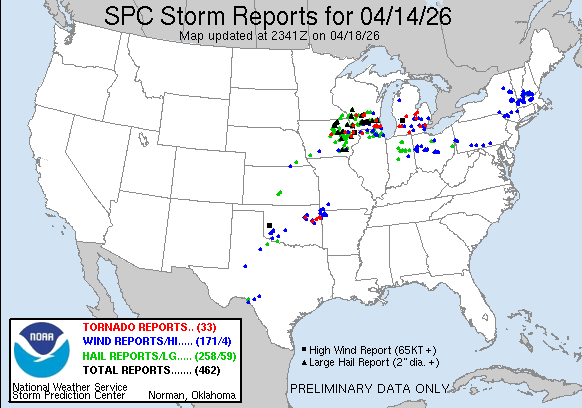 SPC Storm Reports for 04/14/26
Map updated at 2341Z on 04/18/26
NOAA
TORNADO REPORTS.. (33)
WIND REPORTS/HI..... (171/4)
HAIL REPORTS/LG..... (258/59)
TOTAL REPORTS....... (462)
National Weather Service
Storm Prediction Center Norman, Oklahoma
High Wind Report (65KT +)
Large Hail Report (2" dia. +)
PRELIMINARY DATA ONLY